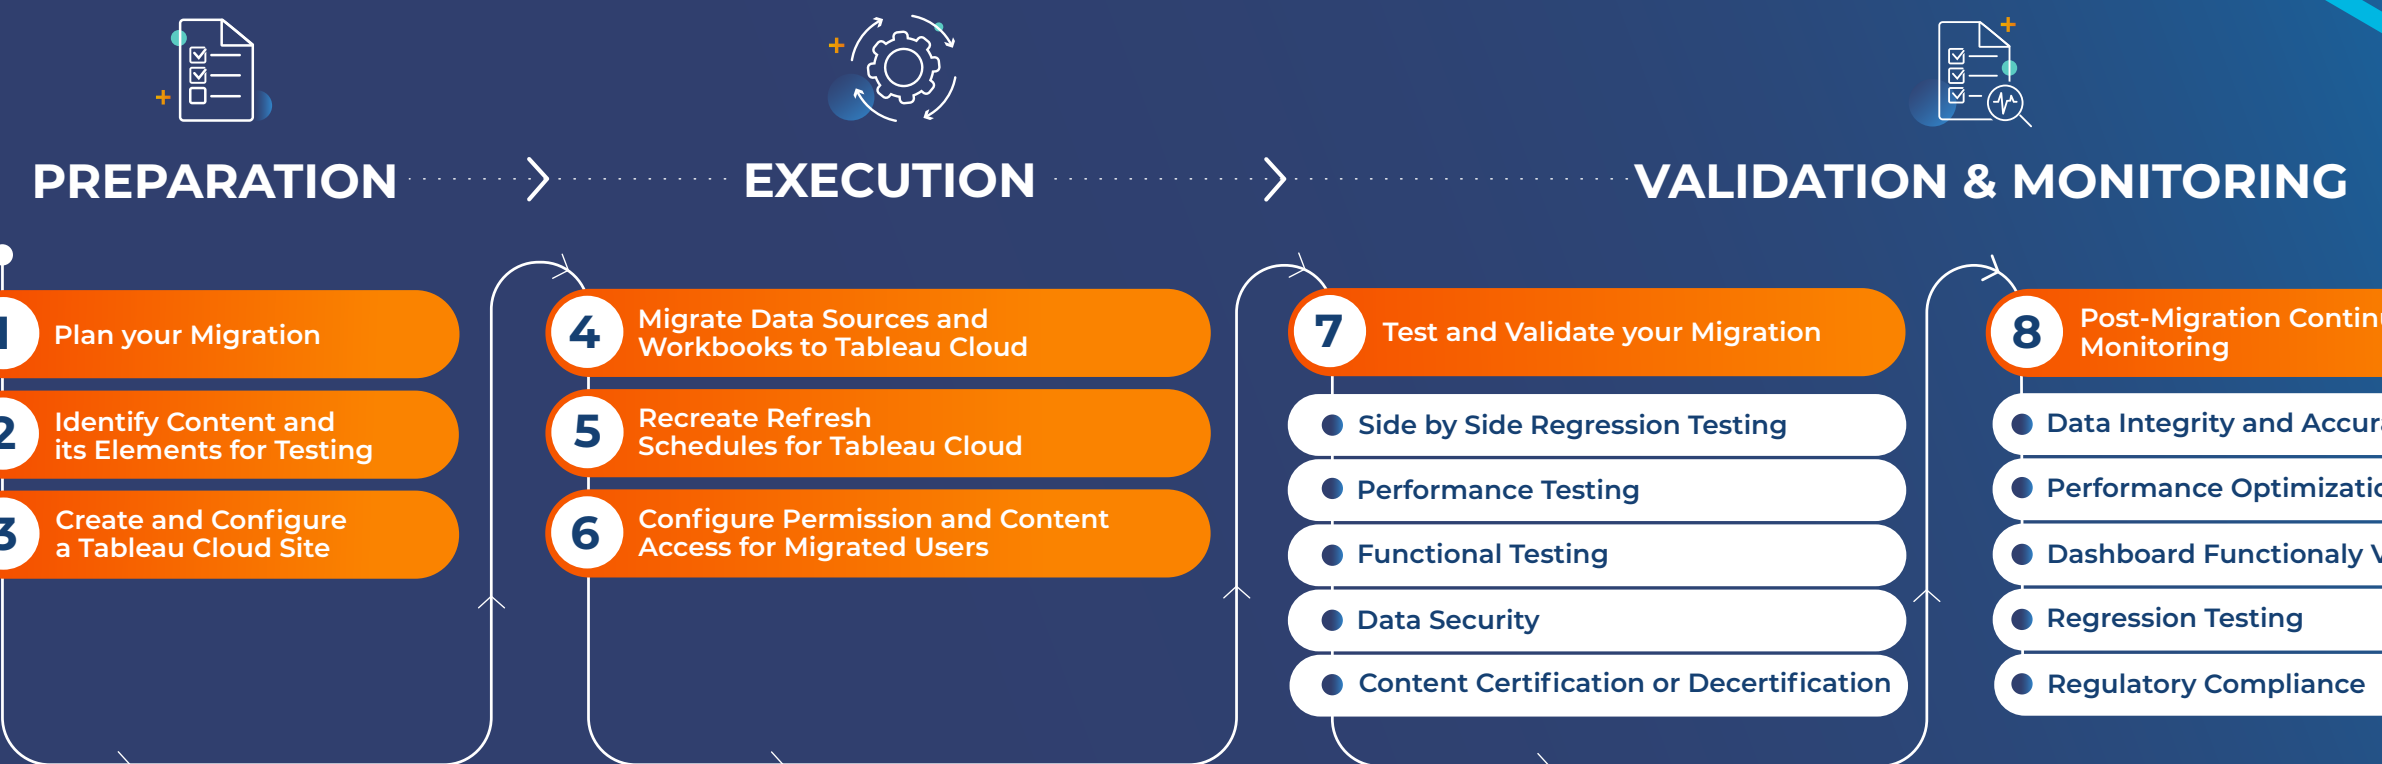 PREPARATION
EXECUTION
VALIDATION & MONITORING
1
Plan your Migration
2
Identify Content and
its Elements for Testing
3
Create and Configure
a Tableau Cloud Site
4
Migrate Data Sources and
Workbooks to Tableau Cloud
5
Recreate Refresh
Schedules for Tableau Cloud
6
Configure Permission and Content
Access for Migrated Users
7
Test and Validate your Migration
Side by Side Regression Testing
Performance Testing
Functional Testing
Data Security
Content Certification or Decertification
8
Post-Migration
Monitoring
Data Integrity and
Performance
Dashboard Functionaly
Regression Testing
Regulatory Compliance